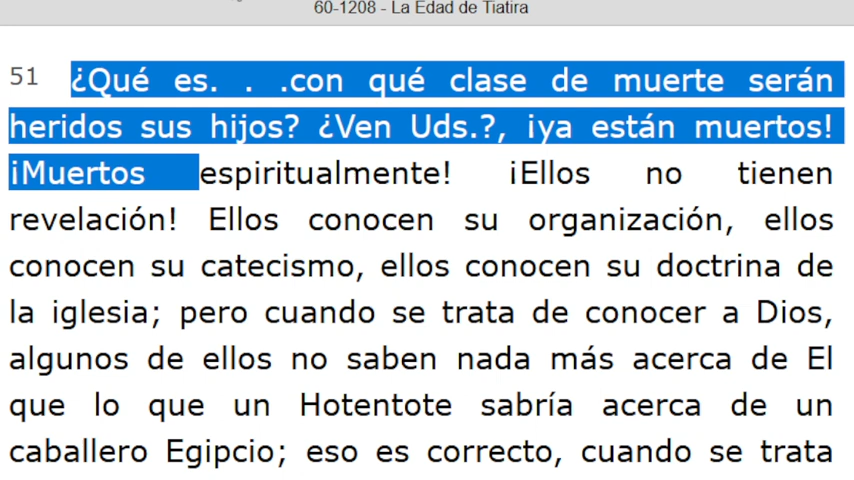 60-1208 - La Edad de Tiatira
51 ¿Qué es. . .con qué clase de muerte serán
heridos sus hijos? ¿Ven Uds.?, ¡ya están muertos!
¡Muertos espiritualmente! ¡Ellos no tienen
revelación! Ellos conocen su organización, ellos
conocen su catecismo, ellos conocen su doctrina de
la iglesia; pero cuando se trata de conocer a Dios,
algunos de ellos no saben nada más acerca de El
que lo que un Hotentote sabría acerca de un
caballero Egipcio; eso es correcto, cuando se trata